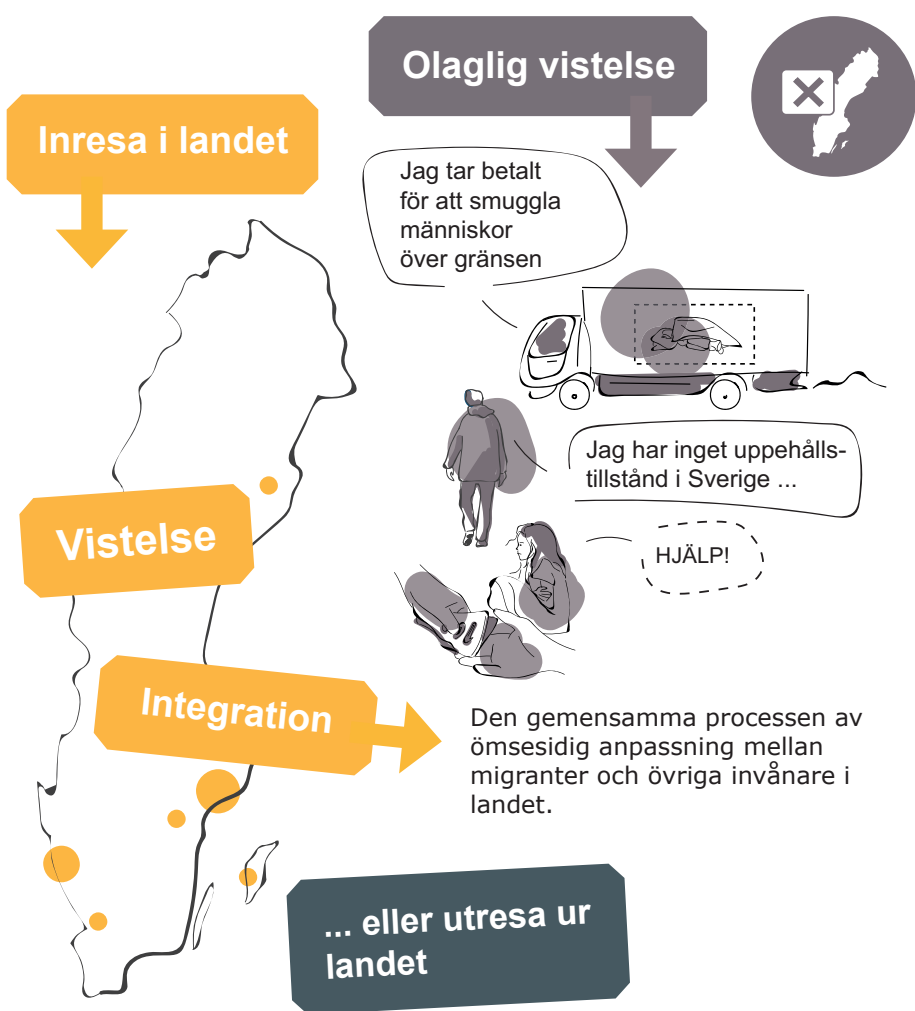 Olaglig vistelse
Inresa i landet
Jag tar betalt
för att smuggla
människor
över gränsen
Jag har inget uppehålls-
tillstånd i Sverige ...
Vistelse
HJÄLP!
Integration
Den gemensamma processen av
ömsesidig anpassning mellan
migranter och övriga invånare i
landet.
... eller utresa ur
landet